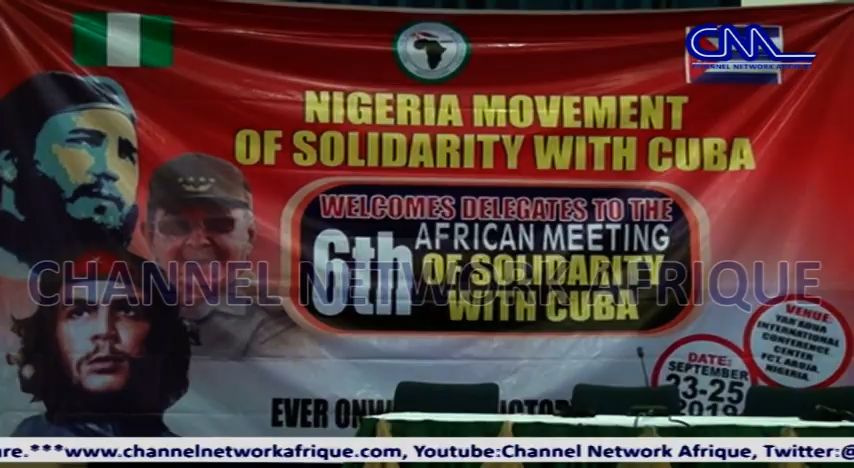 CNA
CHANNEL NETWORK AFRIQUE
NIGERIA MOVEMENT
OF SOLIDARITY WITH CUBA
WELCOMES DELEGATES TO THE
6th AFRICAN MEETING
OF SOLIDARITY
WITH CUBA
CHANNEL NETWORK AFRIQUE
VENUE:
YAR'ADUA
INTERNATIONAL
CONFERENCE
CENTER
FCT, ABUJA,
NIGERIA.
DATE:
SEPTEMBER
23-25
2019
EVER
re.***www.channelnetworkafrique.com, Youtube:Channel Network Afrique, Twitter:@